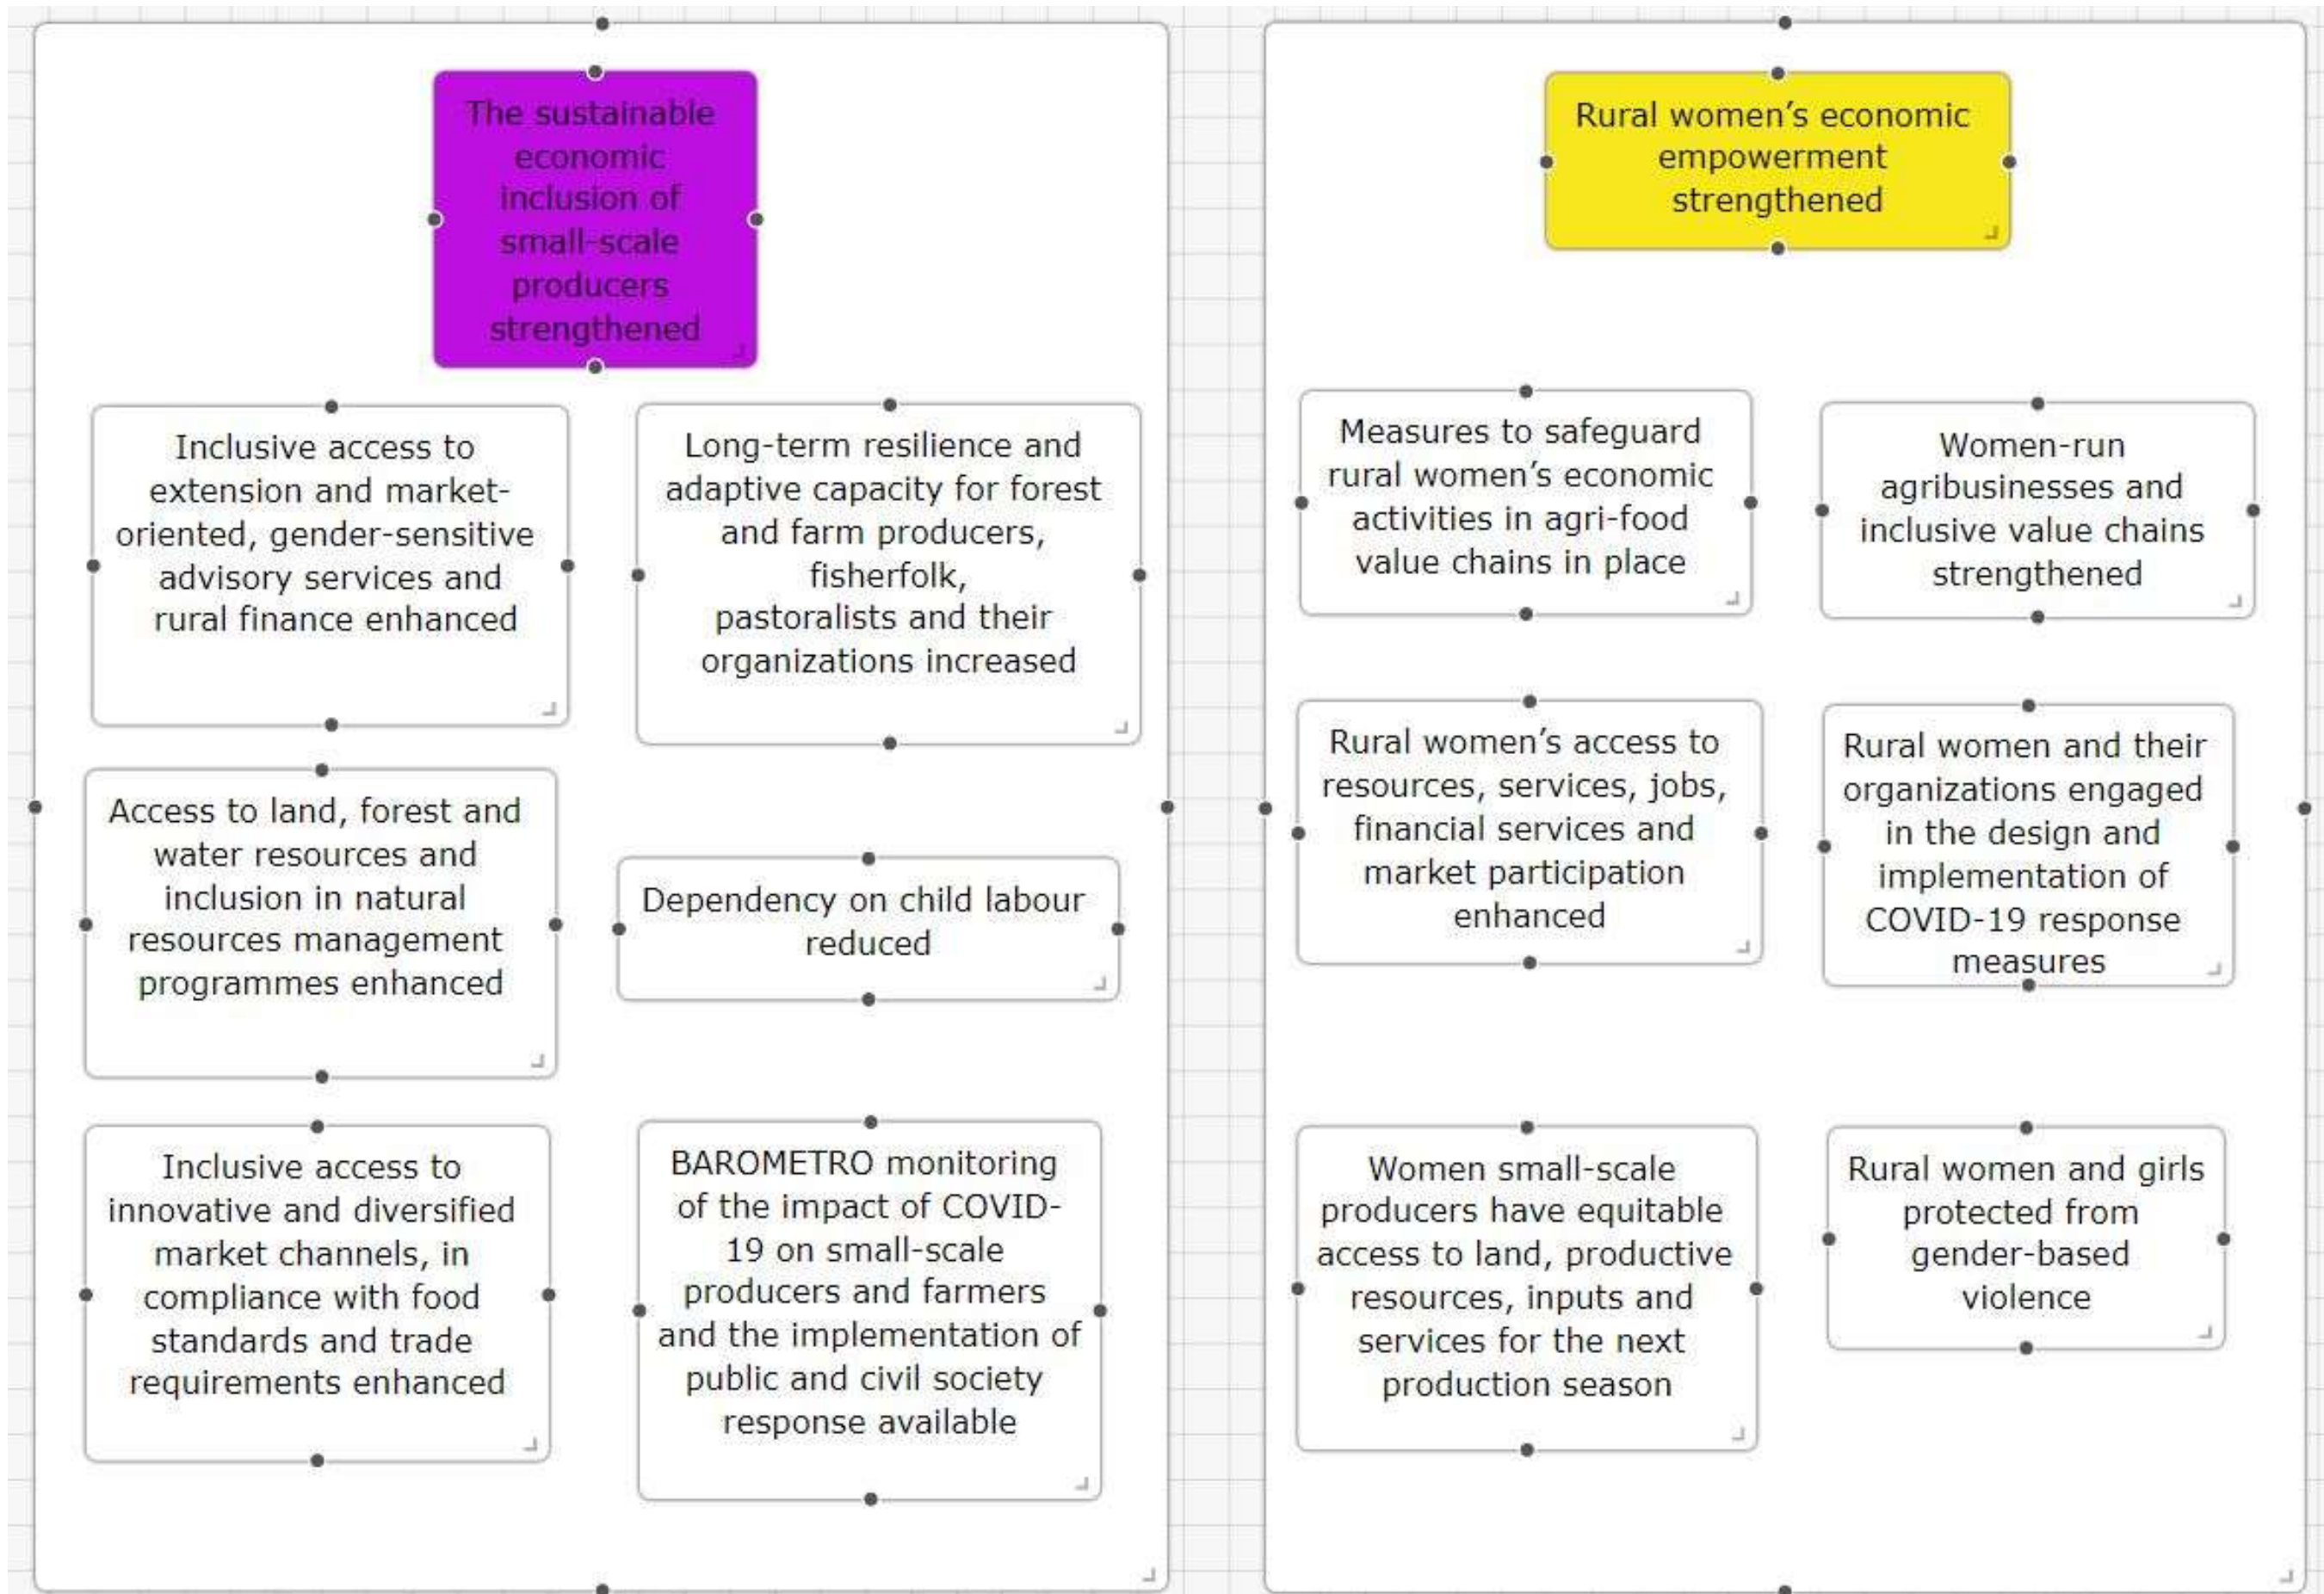 The sustainable
economic
inclusion of
small-scale
producers
strengthened
Inclusive access to
extension and market-
oriented, gender-sensitive
advisory services and
rural finance enhanced
Long-term resilience and
adaptive capacity for forest
and farm producers,
fisherfolk,
pastoralists and their
organizations increased
Access to land, forest and
water resources and
inclusion in natural
resources management
programmes enhanced
Dependency on child labour
reduced
Inclusive access to
innovative and diversified
market channels, in
compliance with food
standards and trade
requirements enhanced
BAROMETRO monitoring
of the impact of COVID-
19 on small-scale
producers and farmers
and the implementation of
public and civil society
response available
Rural women’s economic
empowerment
strengthened
Measures to safeguard
rural women’s economic
activities in agri-food
value chains in place
Women-run
agribusinesses and
inclusive value chains
strengthened
Rural women’s access to
resources, services, jobs,
financial services and
market participation
enhanced
Rural women and their
organizations engaged
in the design and
implementation of
COVID-19 response
measures
Women small-scale
producers have equitable
access to land, productive
resources, inputs and
services for the next
production season
Rural women and girls
protected from
gender-based
violence